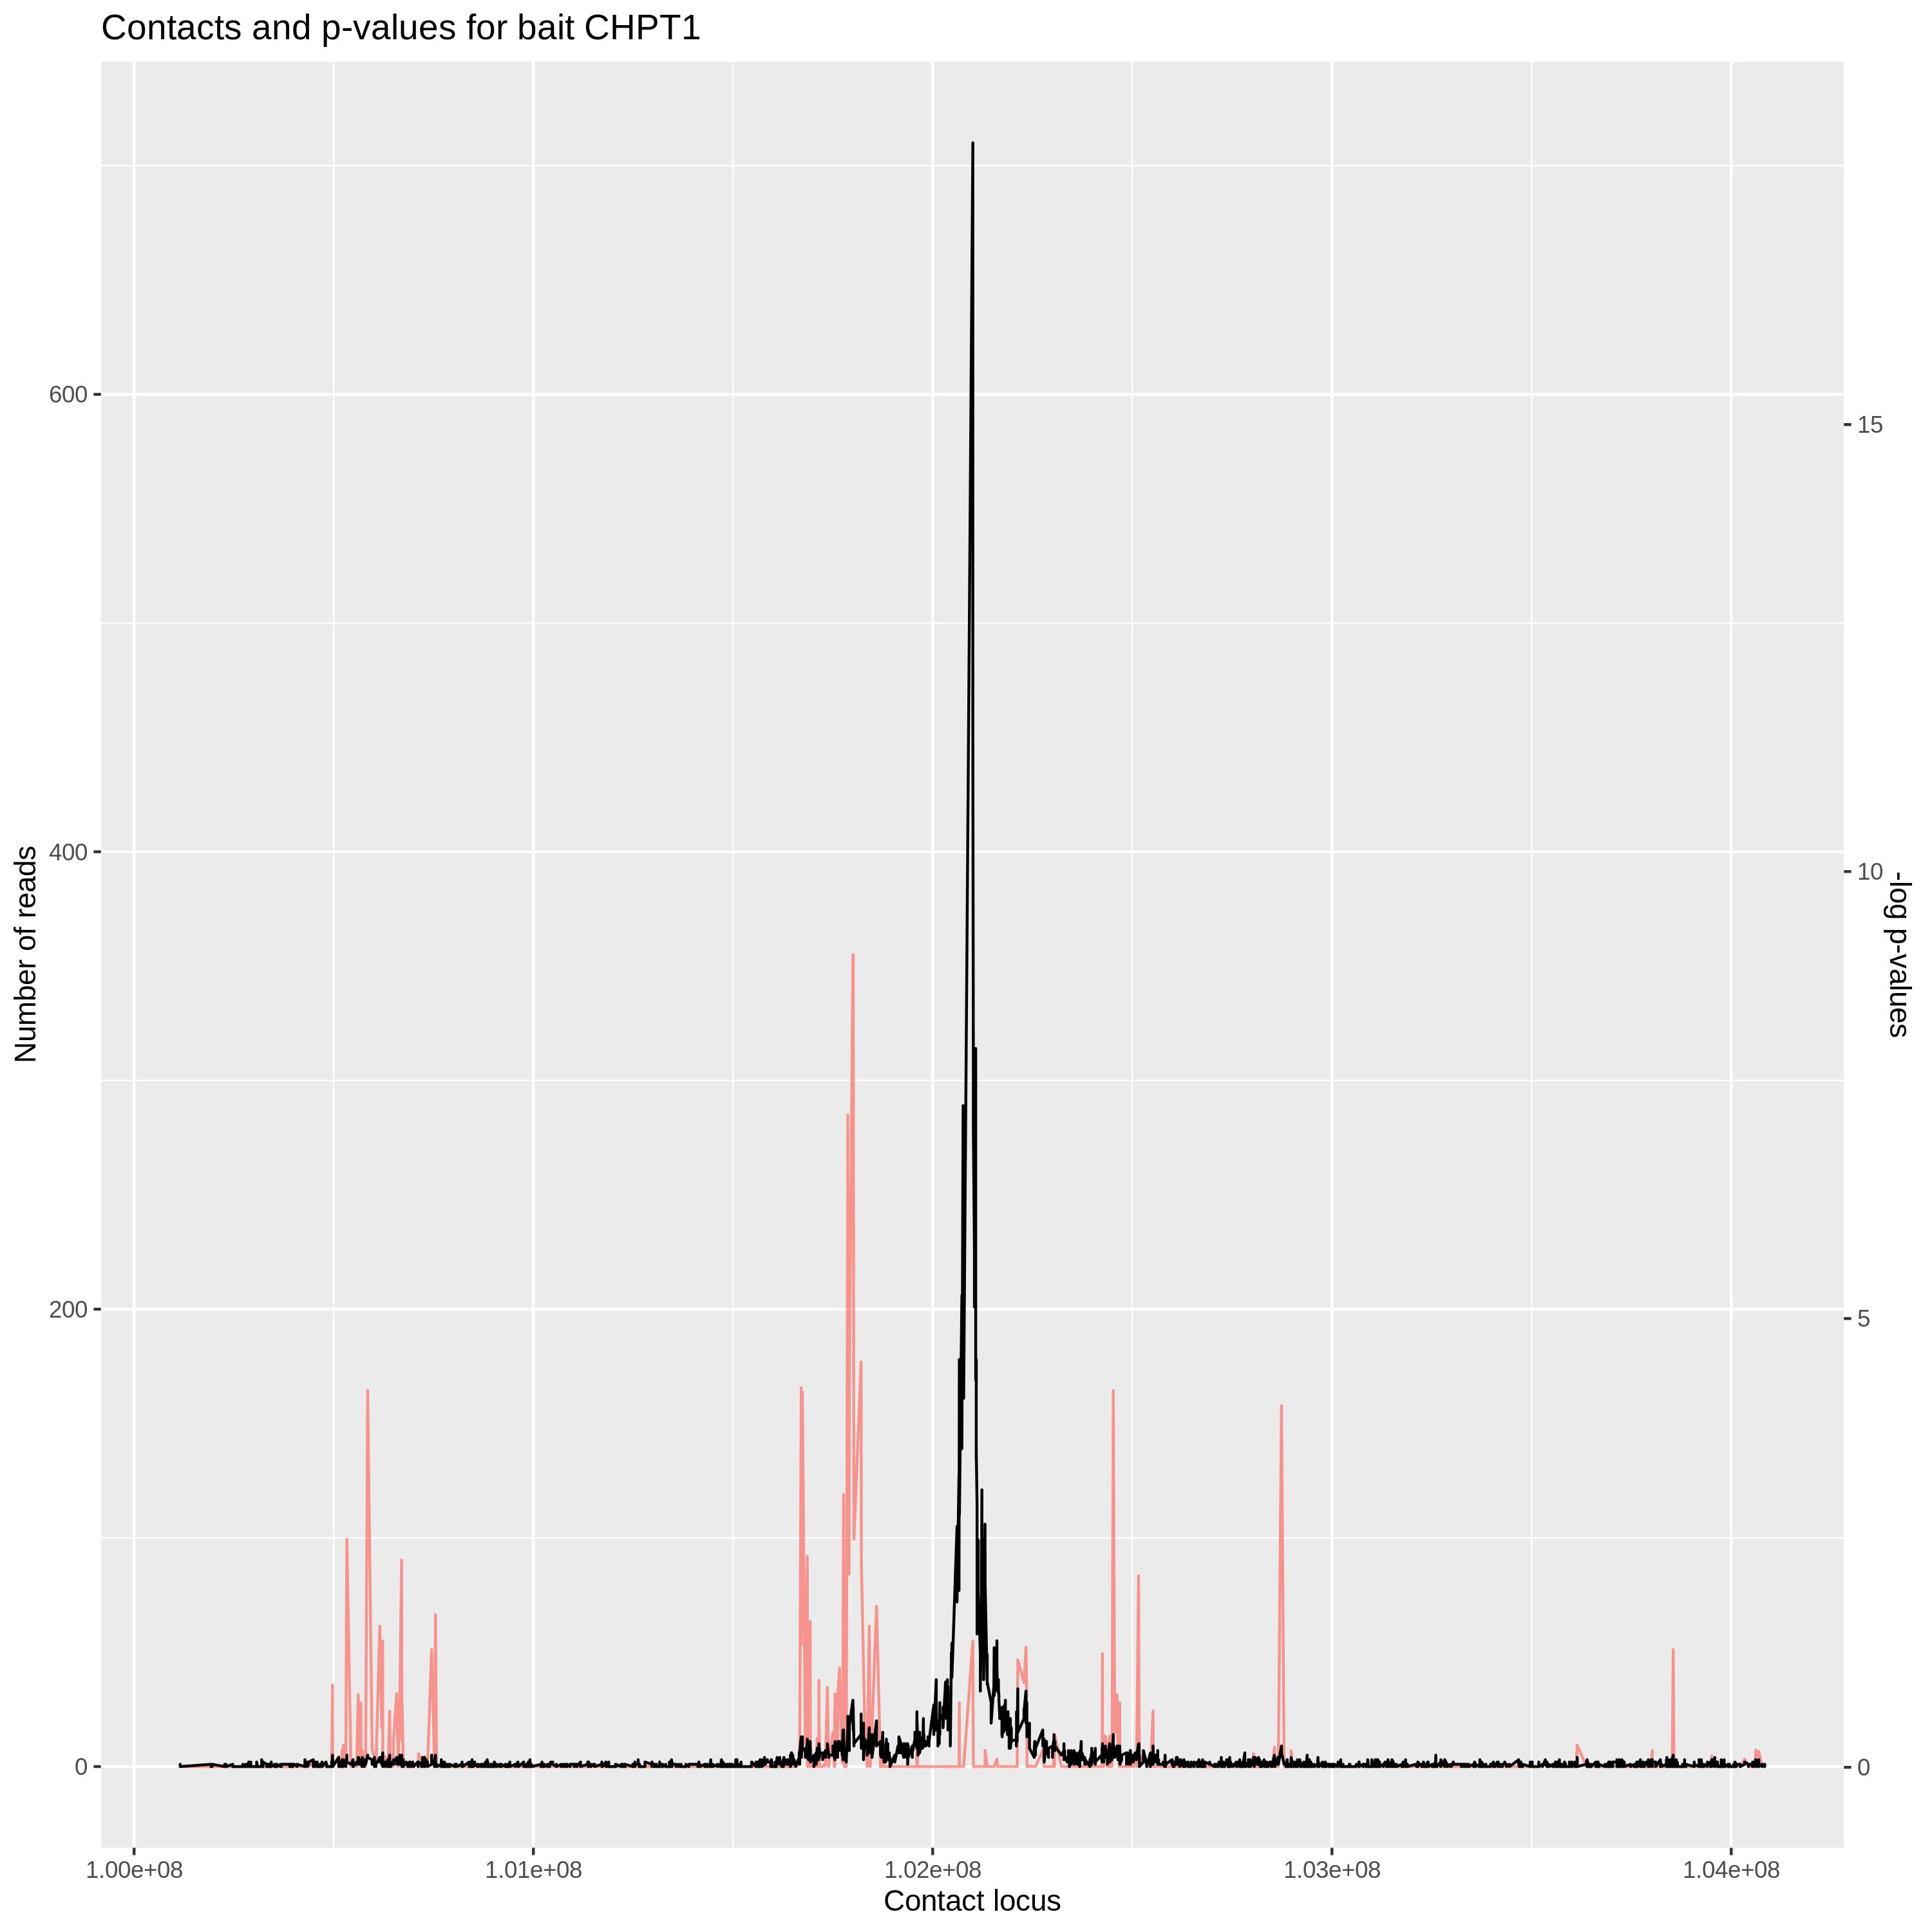 Contacts and p-values for bait CHPT1
Number of reads
600
400
200
0
15
10
5
0
-log p-values
1.00e+08
1.01e+08
1.02e+08
1.03e+08
1.04e+08
Contact locus